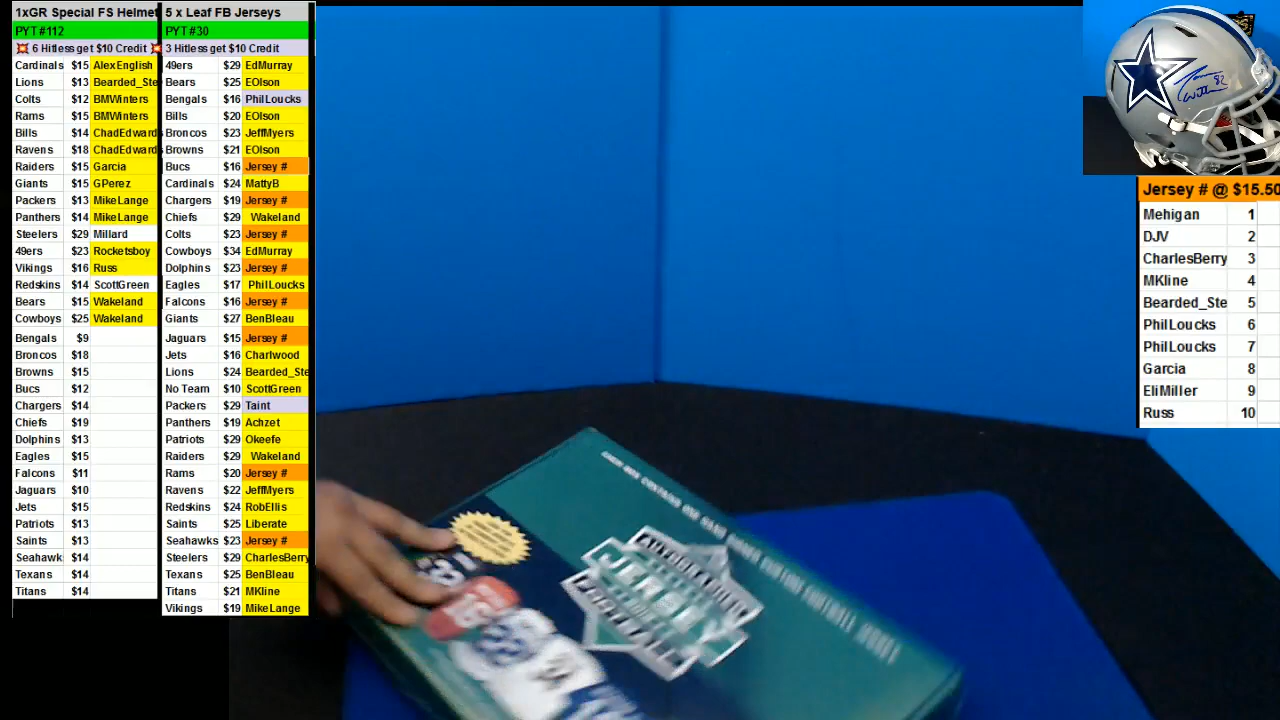 1xGR Special FS Helmet
PYT #112
💥 6 Hitless get $10 Credit 💥
Cardinals $15 AlexEnglish
Lions $13 Bearded_Ste
Colts $12 BMWinters
Rams $15 BMWinters
Bills $14 ChadEdwards
Ravens $18 ChadEdwards
Raiders $15 Garcia
Giants $15 GPerez
Packers $13 MikeLange
Panthers $14 MikeLange
Steelers $29 Millard
49ers $23 Rocketsboy
Vikings $16 Russ
Redskins $14 ScottGreen
Bears $15 Wakeland
Cowboys $25 Wakeland
Bengals $9
Broncos $18
Browns $15
Bucs $12
Chargers $14
Chiefs $19
Dolphins $13
Eagles $15
Falcons $11
Jaguars $10
Jets $15
Patriots $13
Saints $13
Seahawk $14
Texans $14
Titans $14
5 x Leaf FB Jerseys
PYT #30
3 Hitless get $10 Credit
49ers $29 EdMurray
Bears $25 EOlson
Bengals $16 PhilLoucks
Bills $20 EOlson
Broncos $23 JeffMyers
Browns $21 EOlson
Bucs $16 Jersey #
Cardinals $24 MattyB
Chargers $19 Jersey #
Chiefs $29 Wakeland
Colts $23 Jersey #
Cowboys $34 EdMurray
Dolphins $23 Jersey #
Eagles $17 PhilLoucks
Falcons $16 Jersey #
Giants $27 BenBleau
Jaguars $15 Jersey #
Jets $16 Charlwood
Lions $24 Bearded_Ste
No Team $10 ScottGreen
Packers $29 Taint
Panthers $19 Achzet
Patriots $29 Okeefe
Raiders $29 Wakeland
Rams $20 Jersey #
Ravens $22 JeffMyers
Redskins $24 RobEllis
Saints $25 Liberate
Seahawks $23 Jersey #
Steelers $29 CharlesBerry
Texans $25 BenBleau
Titans $21 MKline
Vikings $19 MikeLange
AUTOGRAPHED
JERSEY
FOOTBALL
82
Jersey # @ $15.50
Mehigan 1
DJV 2
CharlesBerry 3
MKline 4
Bearded_Ste 5
PhilLoucks 6
PhilLoucks 7
Garcia 8
EliMiller 9
Russ 10